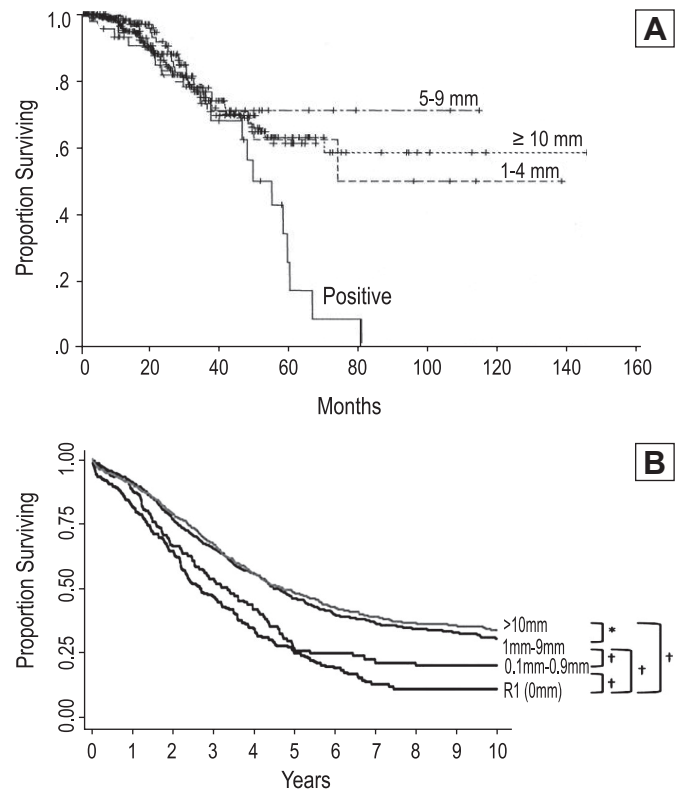 A
Proportion Surviving
1.0
.8
.6
.4
.2
.0
5-9 mm
≥ 10 mm
1-4 mm
Positive
0 20 40 60 80 100 120 140 160
Months
B
Proportion Surviving
1.00
0.75
0.50
0.25
0.00
>10mm
*
1mm-9mm
0.1mm-0.9mm
†
†
†
R1 (0mm)
†
0 1 2 3 4 5 6 7 8 9 10
Years